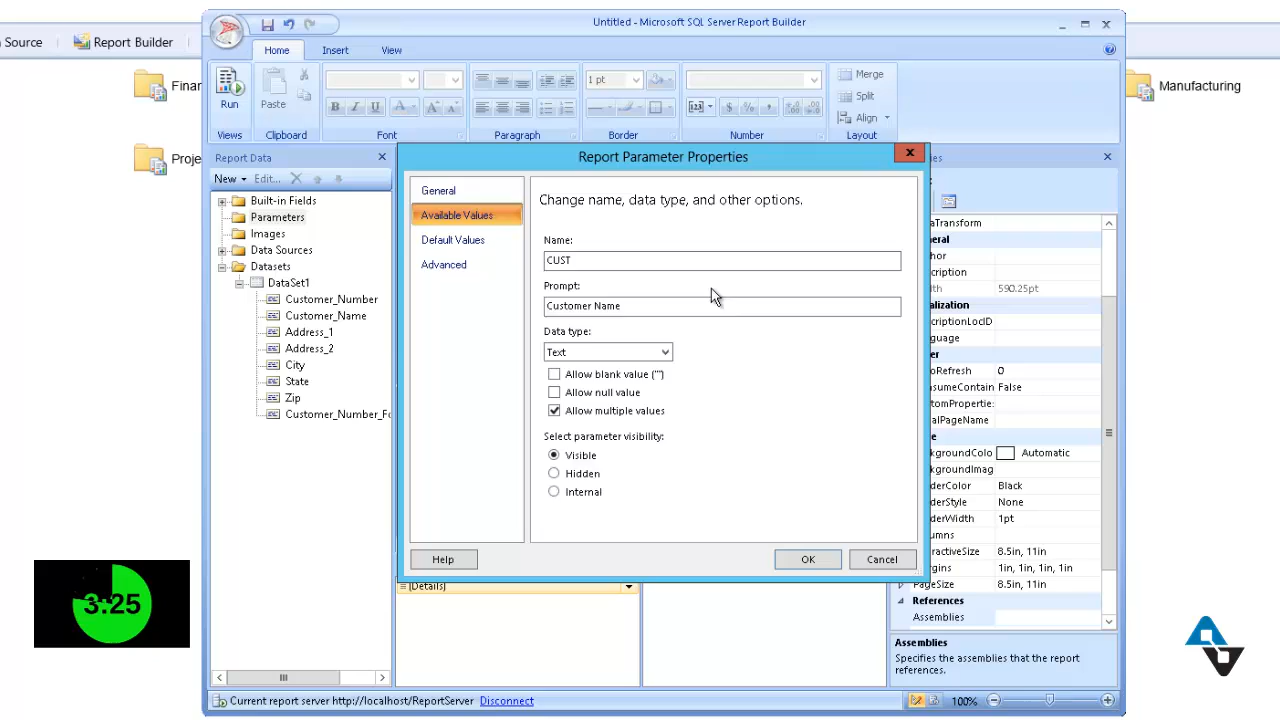 Untitled - Microsoft SQL Server Report Builder
Source
Report Builder
Home
Insert
View
Finan
Manufacturing
Run
Paste
1 pt
Merge
Split
Align
B I U
A
$ % ,
Views
Clipboard
Font
Paragraph
Border
Number
Layout
Report Data
Report Parameter Properties
New
Edit...
Proje
Built-in Fields
Parameters
Images
Data Sources
Datasets
DataSet1
Customer_Number
Customer_Name
Address_1
Address_2
City
State
Zip
Customer_Number_Fo
General
Available Values
Default Values
Advanced
Change name, data type, and other options.
Name:
CUST
Prompt:
Customer Name
Data type:
Text
Allow blank value ("")
Allow null value
Allow multiple values
Select parameter visibility:
Visible
Hidden
Internal
Help
OK
Cancel
[Details]
ies
aTransform
eral
hor
cription
th 590.25pt
alization
criptionLocID
guage
er
oRefresh 0
sumeContain False
tomPropertie:
alPageName
kgroundColo Automatic
kgroundImag
derColor Black
derStyle None
derWidth 1pt
umns
ractiveSize 8.5in, 11in
rgins 1in, 1in, 1in, 1in
PageSize 8.5in, 11in
References
Assemblies
Assemblies
Specifies the assemblies that the report
references.
3:25
Current report server http://localhost/ReportServer Disconnect
100%